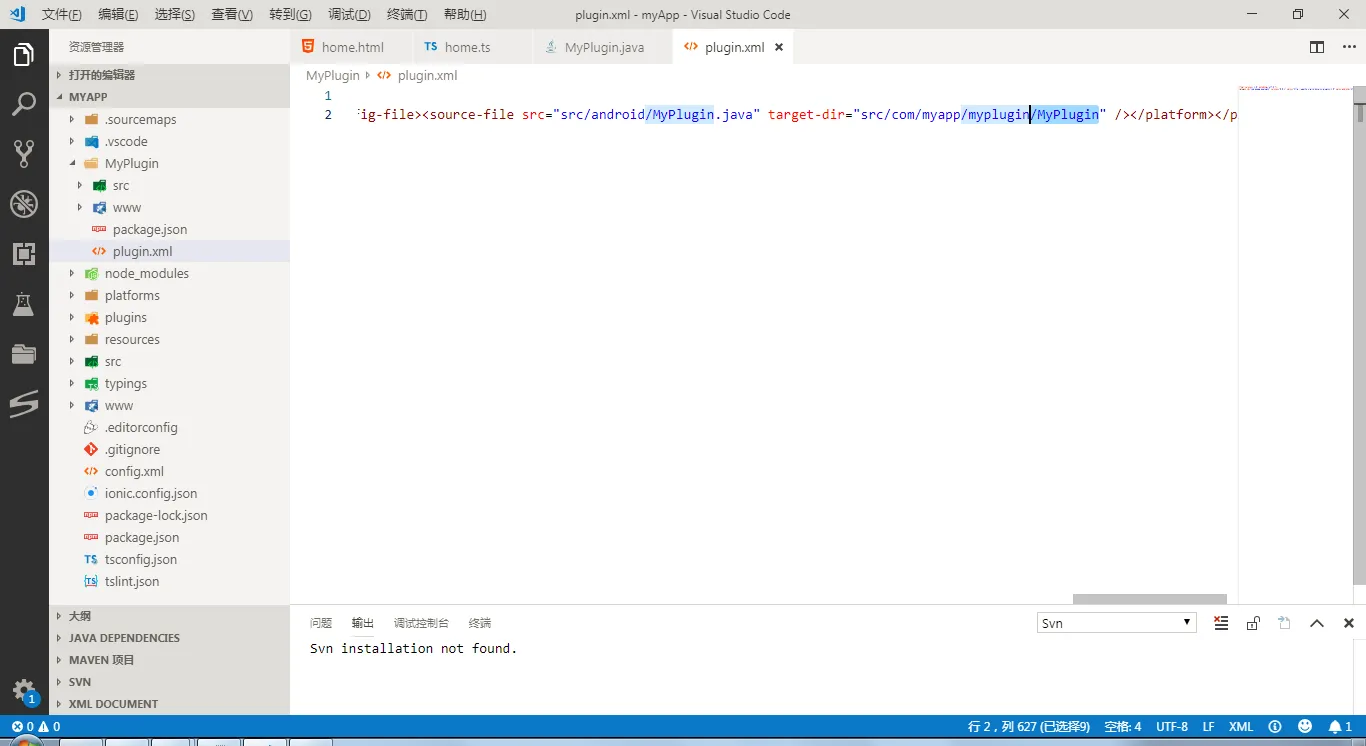 文件(F) 编辑(E) 选择(S) 查看(V) 转到(G) 调试(D) 终端(T) 帮助(H) plugin.xml - myApp - Visual Studio Code
资源管理器
打开的编辑器
MYAPP
.sourcemaps
.vscode
MyPlugin
src
www
package.json
plugin.xml
node_modules
platforms
plugins
resources
src
typings
www
.editorconfig
.gitignore
config.xml
ionic.config.json
package-lock.json
package.json
TS tsconfig.json
TS tslint.json
大纲
JAVA DEPENDENCIES
MAVEN 项目
SVN
XML DOCUMENT
home.html TS home.ts MyPlugin.java plugin.xml
MyPlugin plugin.xml
1
2 fig-file><source-file src="src/android/MyPlugin.java" target-dir="src/com/myapp/myplugin/MyPlugin" /></platform></p
问题 输出 调试控制台 终端 Svn
Svn installation not found.
1
0 0 行 2，列 627 (已选择9) 空格: 4 UTF-8 LF XML 1